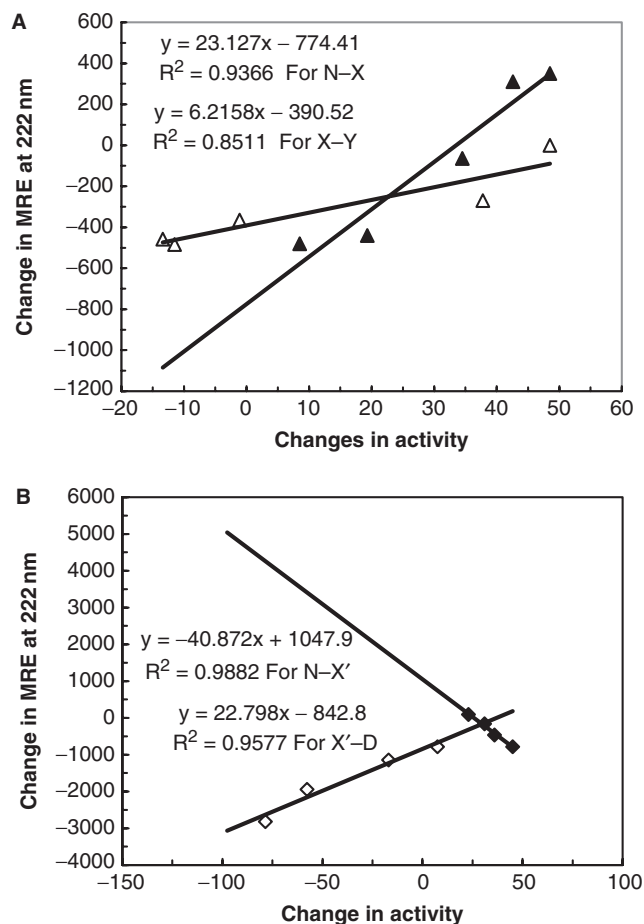 A
600
400
200
0
−200
−400
−600
−800
−1000
−1200
Change in MRE at 222 nm
y = 23.127x − 774.41
R² = 0.9366 For N–X
y = 6.2158x − 390.52
R² = 0.8511 For X–Y
−20 −10 0 10 20 30 40 50 60
Changes in activity
B
6000
5000
4000
3000
2000
1000
0
−1000
−2000
−3000
−4000
Change in MRE at 222 nm
y = −40.872x + 1047.9
R² = 0.9882 For N–X′
y = 22.798x − 842.8
R² = 0.9577 For X′–D
−150 −100 −50 0 50 100
Change in activity